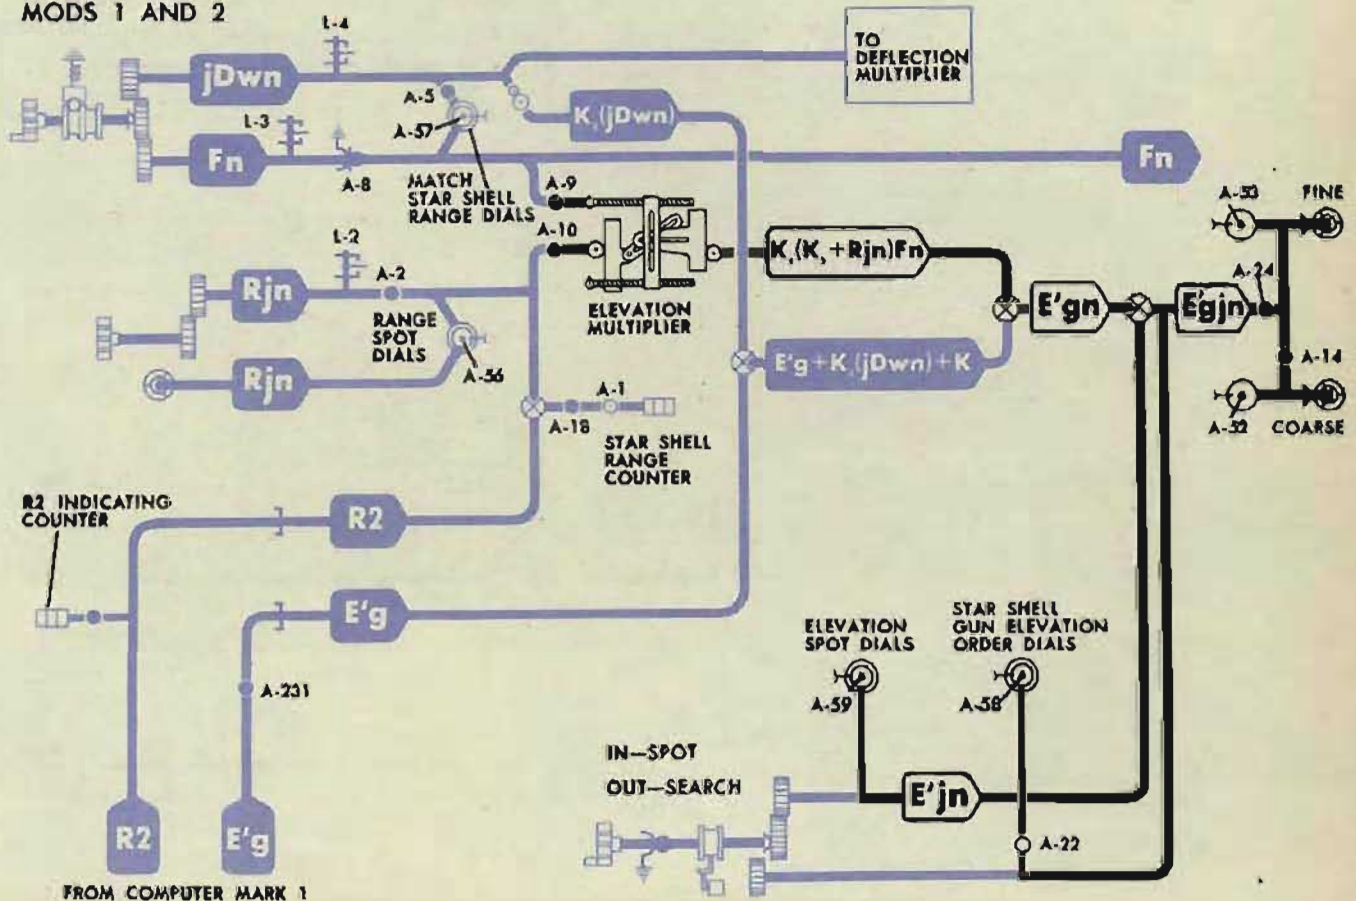 MODS 1 AND 2
L-4
TO
DEFLECTION
MULTIPLIER
jDwn
A-5
K,(jDwn)
A-57
L-3
Fn
Fn
A-8
MATCH
STAR SHELL
RANGE DIALS
A-9
A-10
A-53
FINE
L-2
A-2
Rjn
RANGE
SPOT
DIALS
ELEVATION
MULTIPLIER
E'gn
E'gjn
A-24
A-14
Rjn
A-56
E'g+K,(jDwn)+K
A-1
A-18
STAR SHELL
RANGE
COUNTER
A-52
COARSE
R2 INDICATING
COUNTER
R2
E'g
ELEVATION
SPOT DIALS
STAR SHELL
GUN ELEVATION
ORDER DIALS
A-231
A-59
A-58
IN—SPOT
OUT—SEARCH
E'jn
R2
E'g
A-22
FROM COMPUTER MARK 1